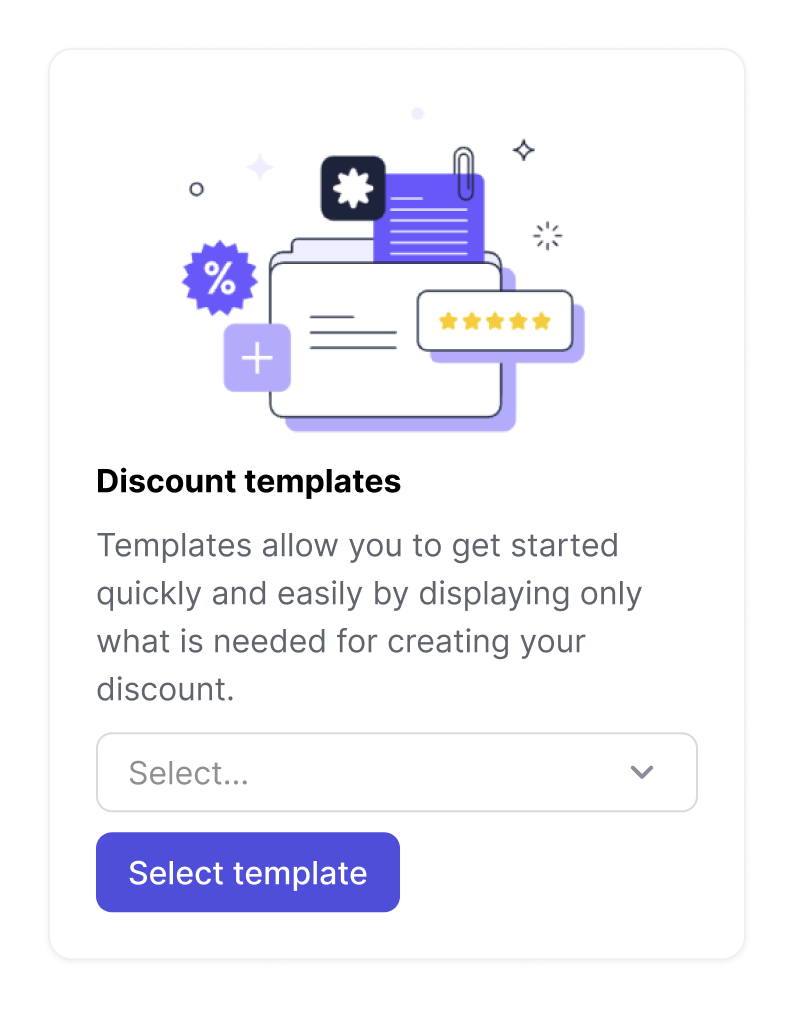 %
Discount templates
Templates allow you to get started
quickly and easily by displaying only
what is needed for creating your
discount.
Select...
Select template